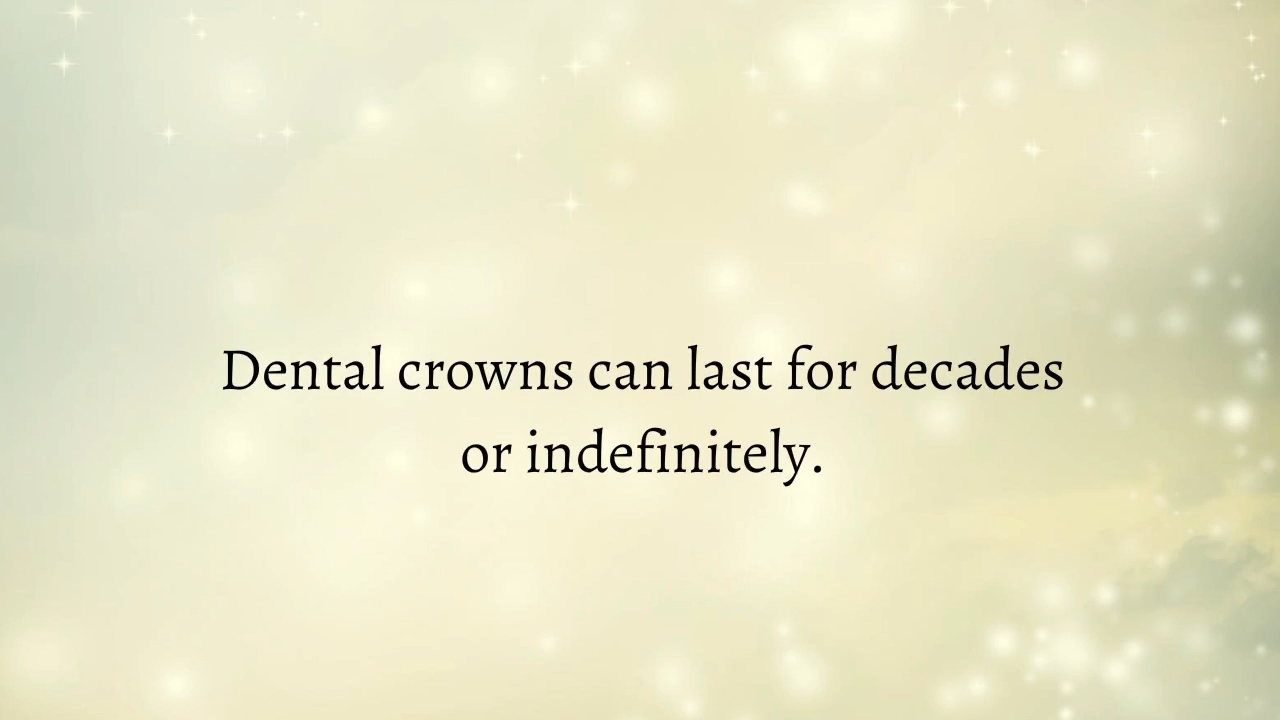 Dental crowns can last for decades
or indefinitely.